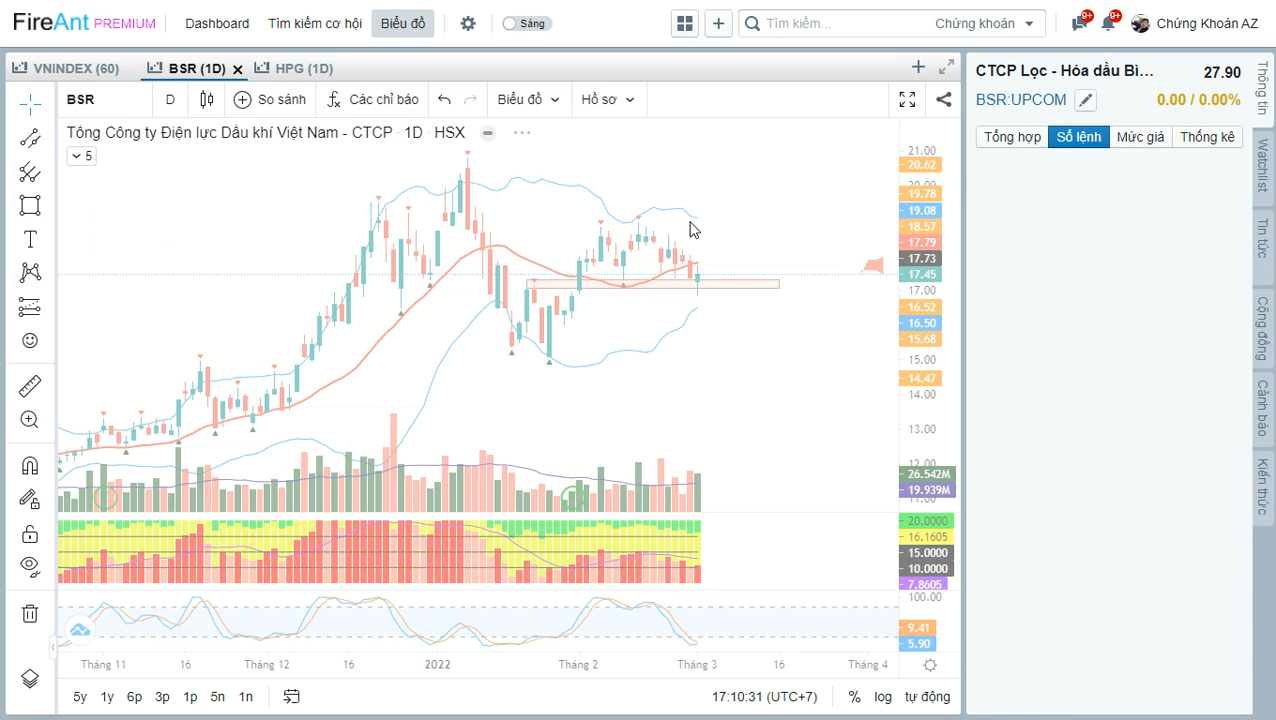 FireAnt PREMIUM
Dashboard
Tìm kiếm cơ hội
Biểu đồ
Sáng
Tìm kiếm...
Chứng khoán
9+
9+
Chứng Khoán AZ
VNINDEX (60)
BSR (1D)
HPG (1D)
BSR
D
So sánh
Các chỉ báo
Biểu đồ
Hồ sơ
Tổng Công ty Điện lực Dầu khí Việt Nam - CTCP · 1D · HSX
5
21.00
20.62
20.00
19.78
19.08
18.57
17.79
17.73
17.45
17.00
16.52
16.50
15.68
15.00
14.47
14.00
13.00
12.00
26.542M
19.939M
11.00
20.0000
16.1605
15.0000
10.0000
7.8605
100.00
9.41
5.90
Tháng 11
16
Tháng 12
16
2022
Tháng 2
Tháng 3
16
Tháng 4
5y
1y
6p
3p
1p
5n
1n
17:10:31 (UTC+7)
%
log
tự động
CTCP Lọc - Hóa dầu Bì...
27.90
BSR:UPCOM
0.00 / 0.00%
Tổng hợp
Sổ lệnh
Mức giá
Thống kê
Thông tin
Watchlist
Tin tức
Cộng đồng
Cảnh báo
Kiến thức